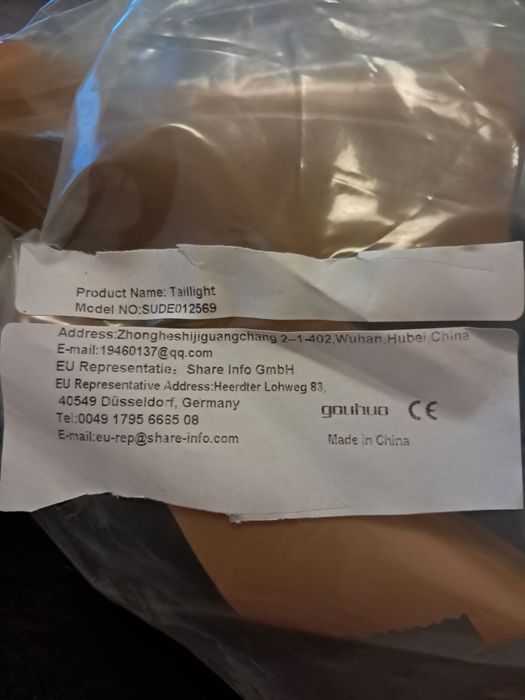 Product Name: Taillight
Model NO:SUDE012569
Address:Zhongheshijiguangchang 2--1-402,Wuhan,Hubei,China
E-mail:19460137@qq.com
EU Representatie: Share Info GmbH
EU Representative Address:Heerdter Lohweg 83,
40549 Düsseldorf, Germany
Tel:0049 1795 6665 08
E-mail:eu-rep@share-info.com
gouhuo CE
Made in China